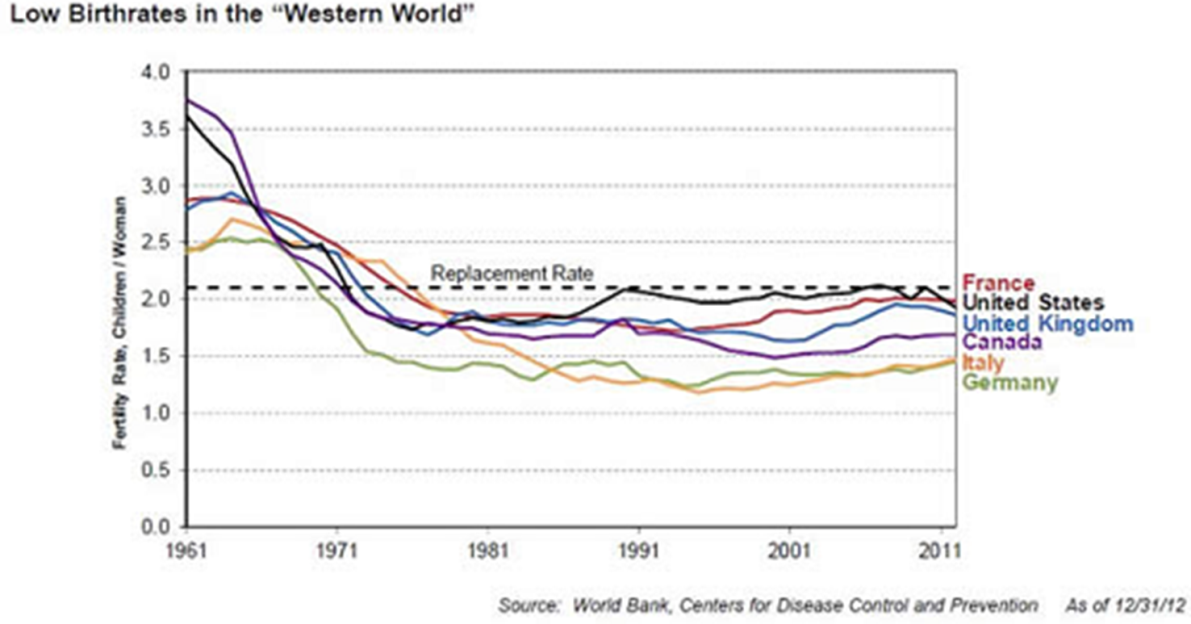 Low Birthrates in the “Western World”
Fertility Rate, Children / Woman
4.0
3.5
3.0
2.5
2.0
1.5
1.0
0.5
0.0
Replacement Rate
France
United States
United Kingdom
Canada
Italy
Germany
1961 1971 1981 1991 2001 2011
Source: World Bank, Centers for Disease Control and Prevention As of 12/31/12